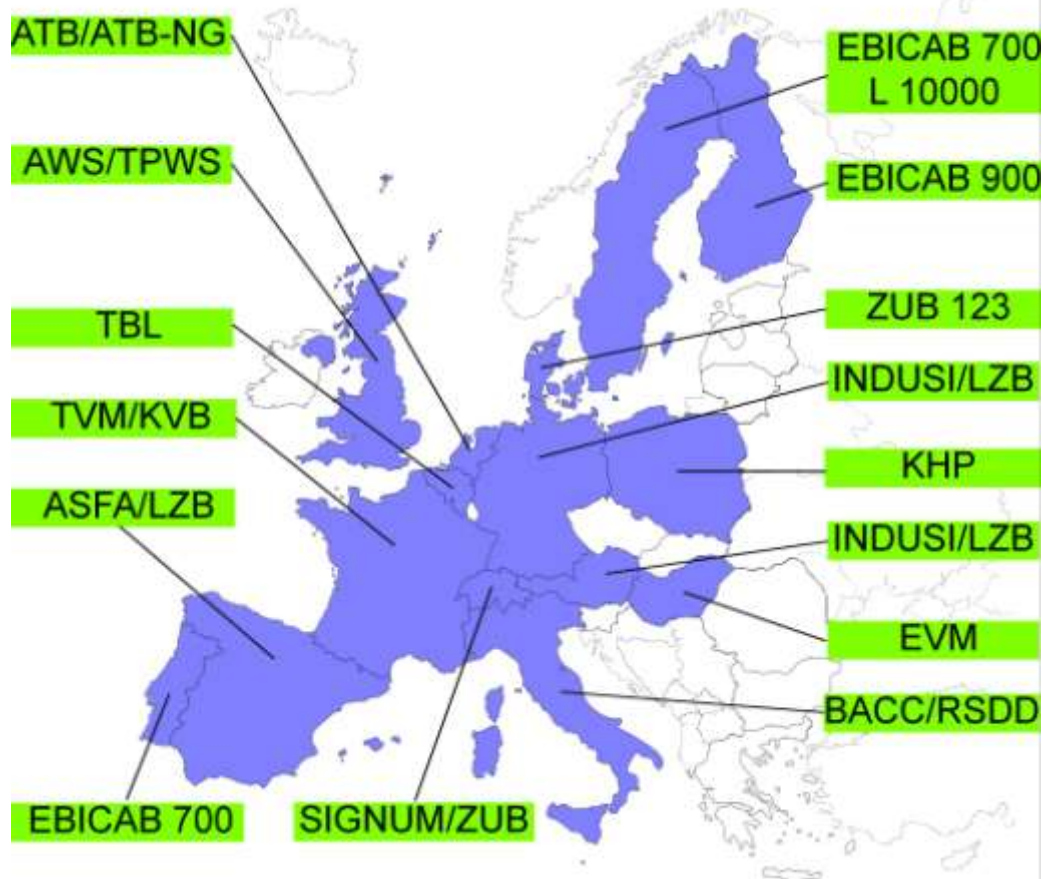 ATB/ATB-NG
AWS/TPWS
TBL
TVM/KVB
ASFA/LZB
EBICAB 700
SIGNUM/ZUB
EBICAB 700
L 10000
EBICAB 900
ZUB 123
INDUSI/LZB
KHP
INDUSI/LZB
EVM
BACC/RSDD